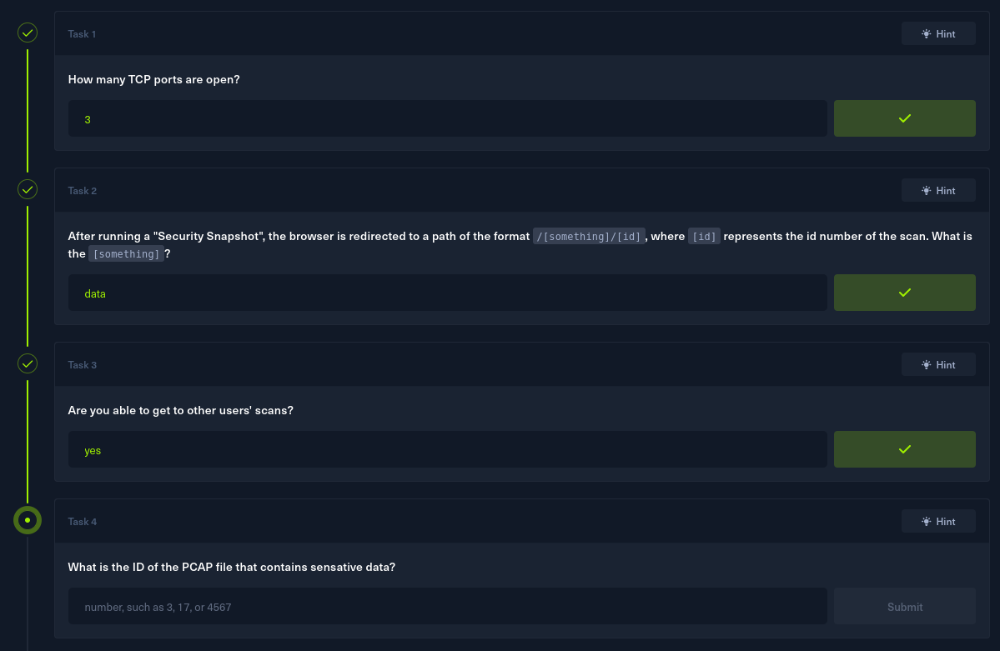 Task 1
Hint
How many TCP ports are open?
3
Task 2
Hint
After running a "Security Snapshot", the browser is redirected to a path of the format /[something]/[id], where [id] represents the id number of the scan. What is
the [something]?
data
Task 3
Hint
Are you able to get to other users' scans?
yes
Task 4
Hint
What is the ID of the PCAP file that contains sensative data?
number, such as 3, 17, or 4567
Submit